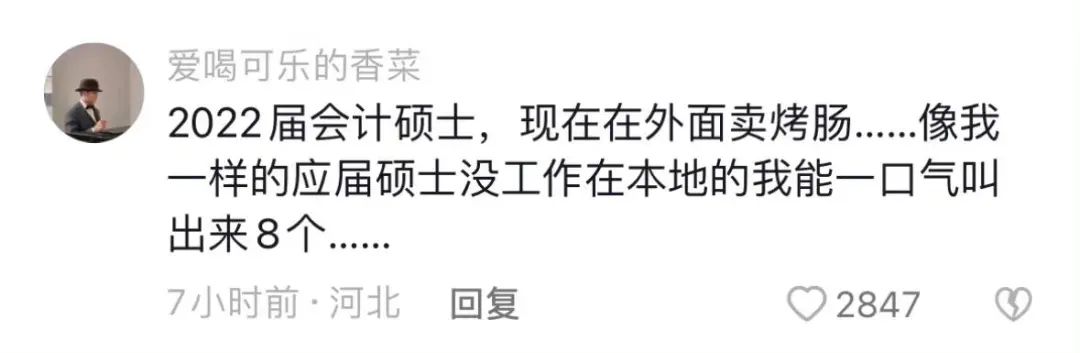 爱喝可乐的香菜
2022届会计硕士，现在在外面卖烤肠……像我
一样的应届硕士没工作在本地的我能一口气叫
出来8个……
7小时前·河北 回复 2847